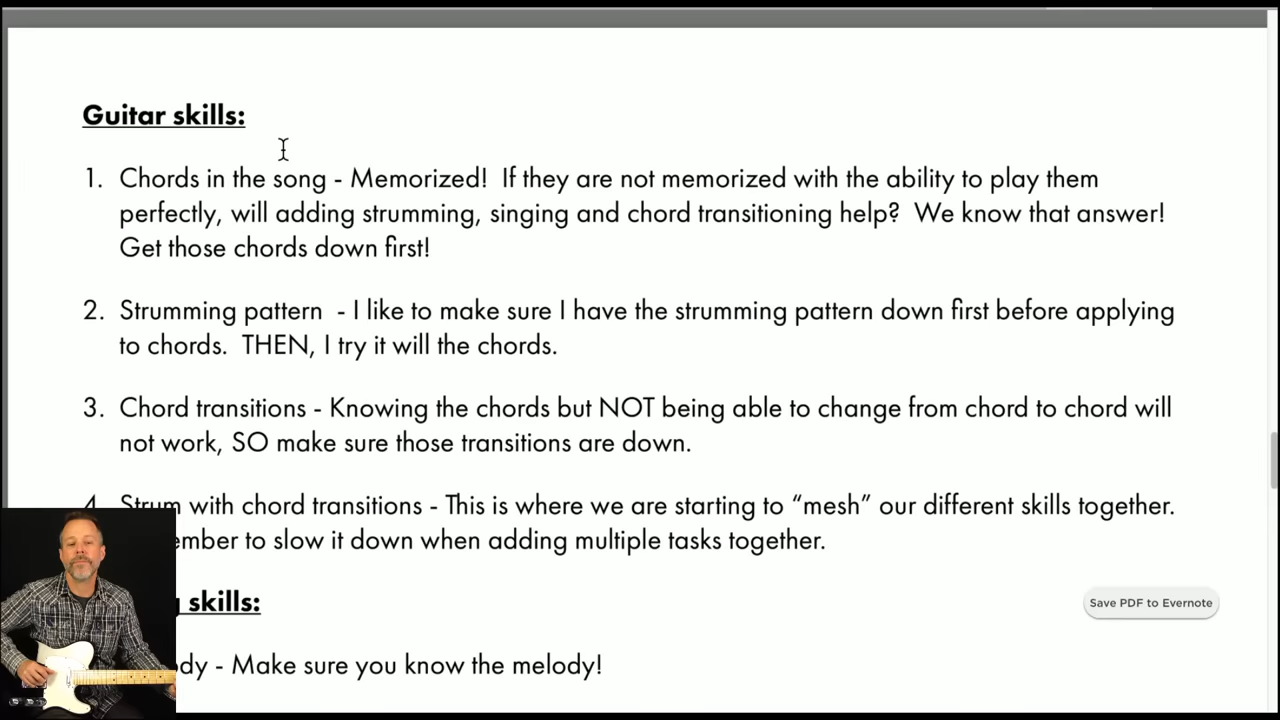 Guitar skills:
1. Chords in the song - Memorized! If they are not memorized with the ability to play them
perfectly, will adding strumming, singing and chord transitioning help? We know that answer!
Get those chords down first!
2. Strumming pattern - I like to make sure I have the strumming pattern down first before applying
to chords. THEN, I try it will the chords.
3. Chord transitions - Knowing the chords but NOT being able to change from chord to chord will
not work, SO make sure those transitions are down.
4. Strum with chord transitions - This is where we are starting to “mesh” our different skills together.
ember to slow it down when adding multiple tasks together.
skills:
Save PDF to Evernote
dy - Make sure you know the melody!